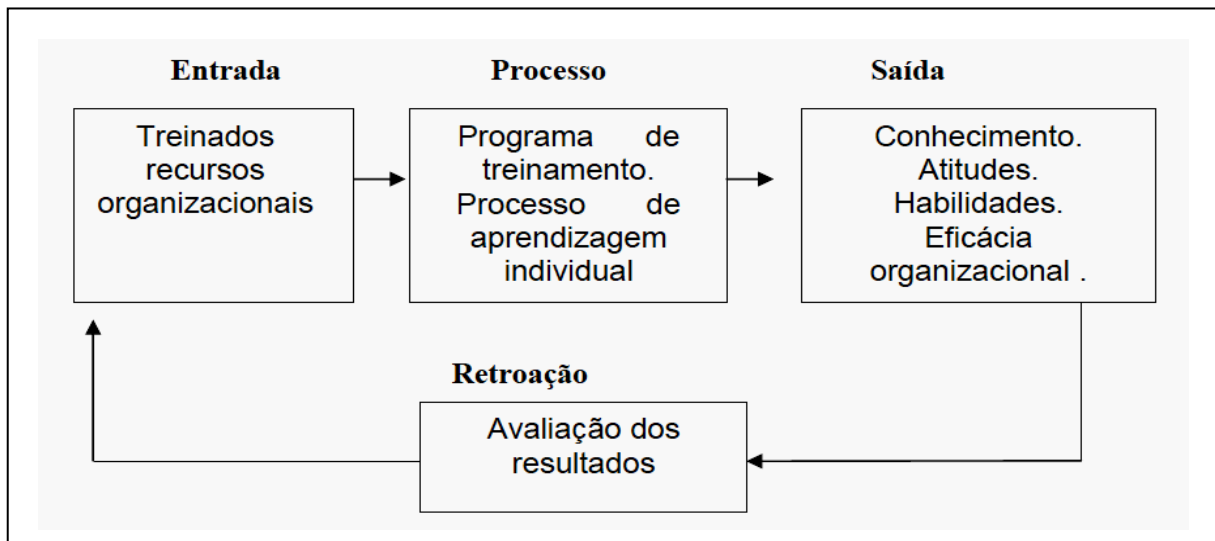 Entrada
Processo
Saída
Treinados
recursos
organizacionais
Programa de
treinamento.
Processo de
aprendizagem
individual
Conhecimento.
Atitudes.
Habilidades.
Eficácia
organizacional .
Retroação
Avaliação dos
resultados